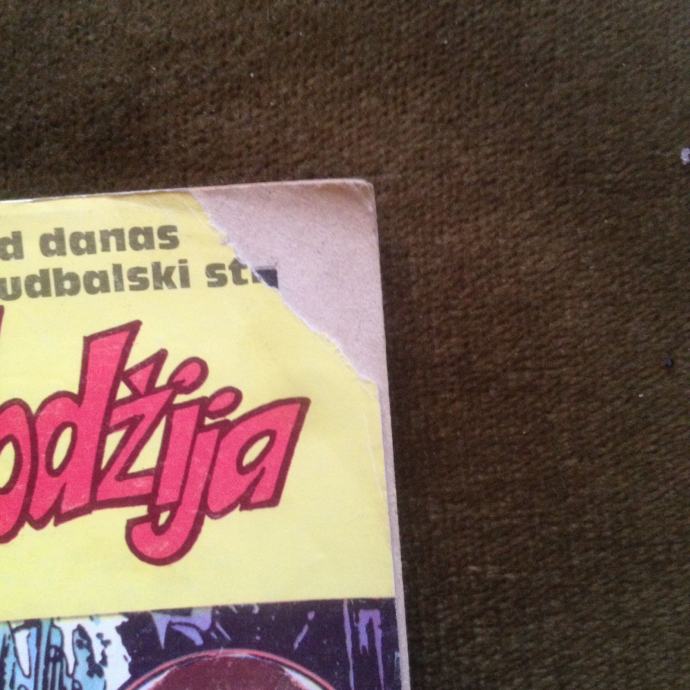 d danas
udbalski st
odžija